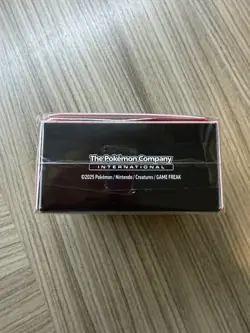 The Pokémon Company
INTERNATIONAL
©2025 Pokémon / Nintendo / Creatures / GAME FREAK